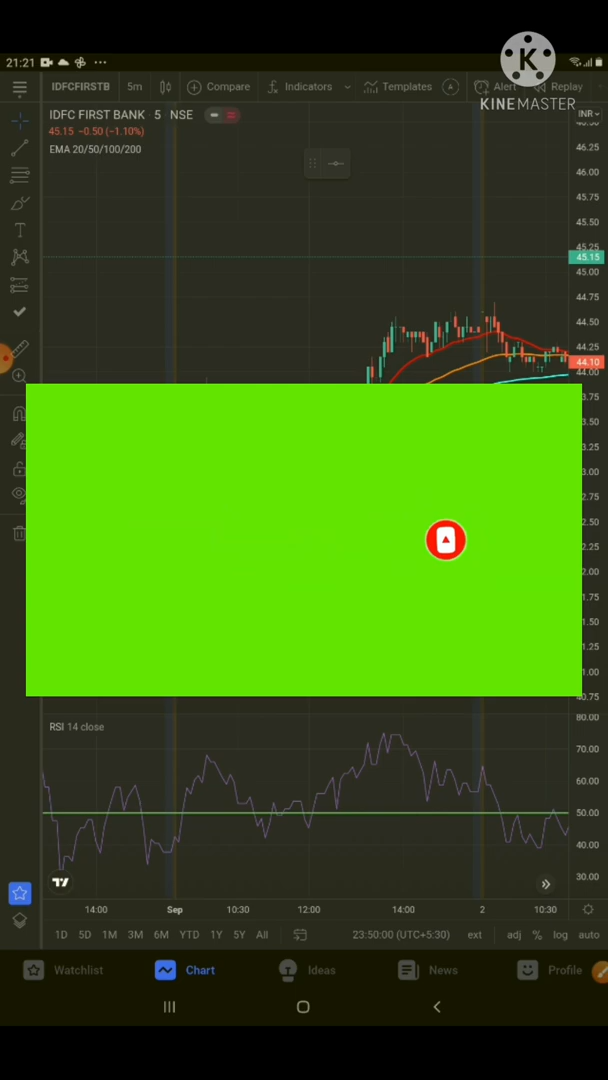 21:21
KINEMASTER
IDFCFIRSTB 5m Compare Indicators Templates Alert Replay
IDFC FIRST BANK · 5 · NSE
INR
45.15 −0.50 (−1.10%)
EMA 20/50/100/200
46.25
46.00
45.75
45.50
45.25
45.15
45.00
44.75
44.50
44.25
44.10
44.00
RSI 14 close
80.00
70.00
60.00
50.00
40.00
30.00
14:00 Sep 10:30 12:00 14:00 2 10:30
1D 5D 1M 3M 6M YTD 1Y 5Y All 23:50:00 (UTC+5:30) ext adj % log auto
Watchlist Chart Ideas News Profile